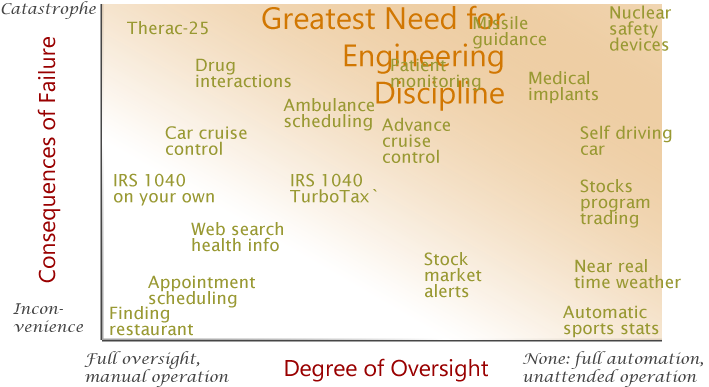 Catastrophe
Greatest Need for
Engineering
Discipline
Therac-25
Missile
guidance
Nuclear
safety
devices
Drug
interactions
Patient
monitoring
Medical
implants
Ambulance
scheduling
Car cruise
control
Advance
cruise
control
Self driving
car
IRS 1040
on your own
IRS 1040
TurboTax`
Stocks
program
trading
Web search
health info
Stock
market
alerts
Near real
time weather
Appointment
scheduling
Finding
restaurant
Automatic
sports stats
Consequences of Failure
Incon-
venience
Full oversight,
manual operation
Degree of Oversight
None: full automation,
unattended operation